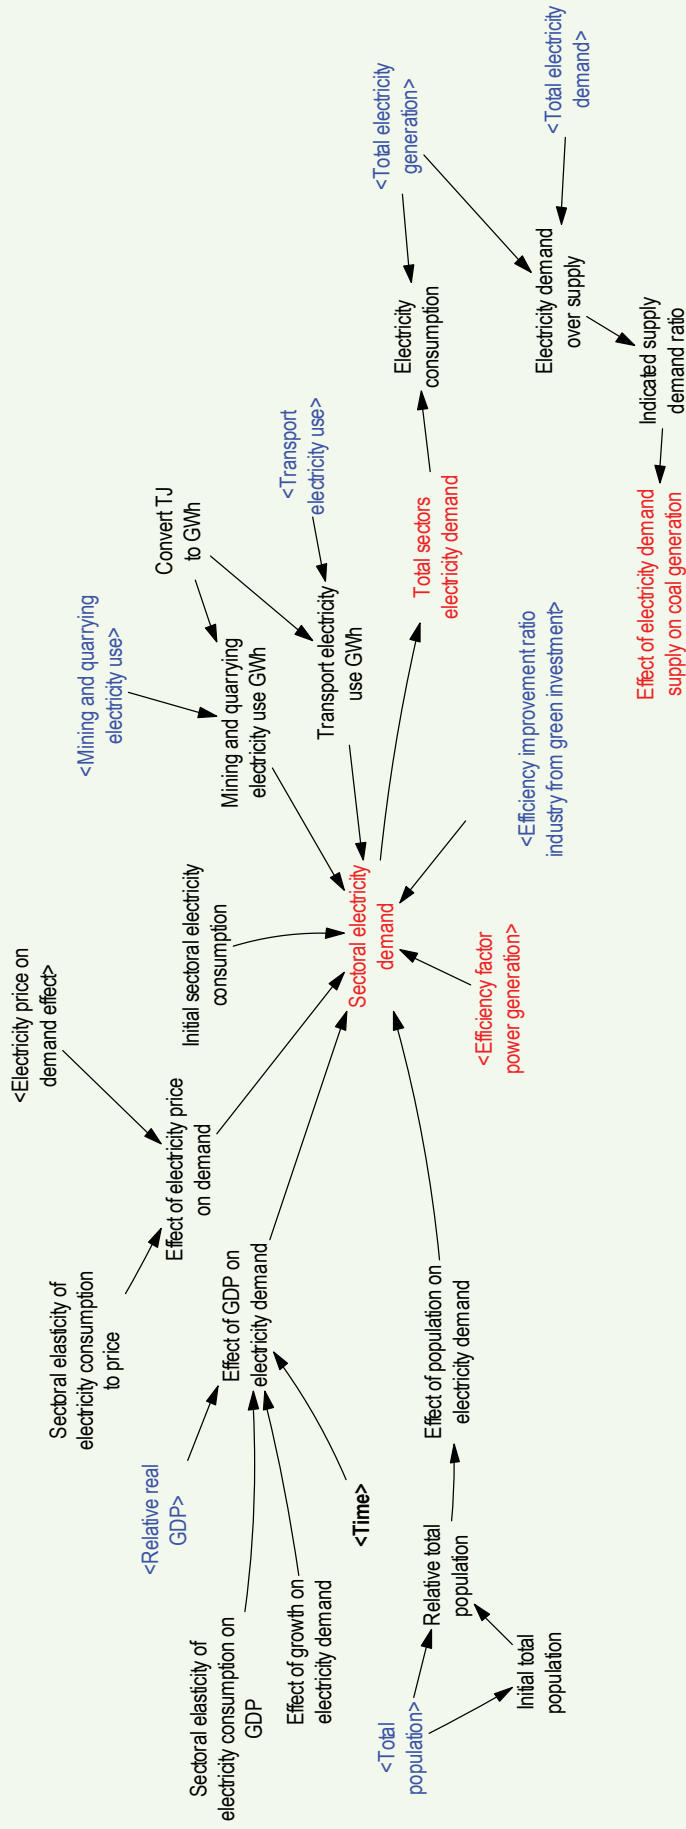 <Electricity price on
demand effect>
Sectoral elasticity of
electricity consumption
to price
Effect of electricity price
on demand
Initial sectoral electricity
consumption
<Mining and quarrying
electricity use>
Convert TJ
to GWh
Mining and quarrying
electricity use GWh
<Transport
electricity use>
Transport electricity
use GWh
<Relative real
GDP>
Effect of GDP on
electricity demand
Sectoral elasticity of
electricity consumption on
GDP
Effect of growth on
electricity demand
<Time>
Sectoral electricity
demand
Total sectors
electricity demand
Electricity
consumption
<Total electricity
generation>
<Total
population>
Relative total
population
Initial total
population
Effect of population on
electricity demand
<Efficiency factor
power generation>
<Efficiency improvement ratio
industry from green investment>
Electricity demand
over supply
<Total electricity
demand>
Indicated supply
demand ratio
Effect of electricity demand
supply on coal generation